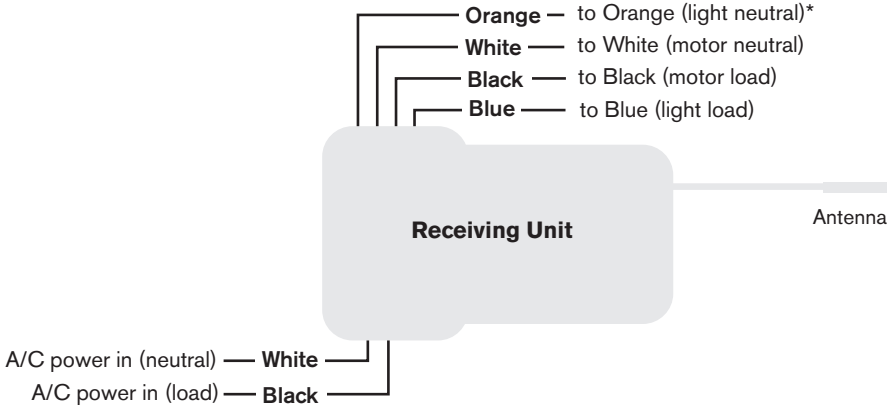 Orange to Orange (light neutral)*
White to White (motor neutral)
Black to Black (motor load)
Blue to Blue (light load)
Receiving Unit
Antenna
A/C power in (neutral) White
A/C power in (load) Black